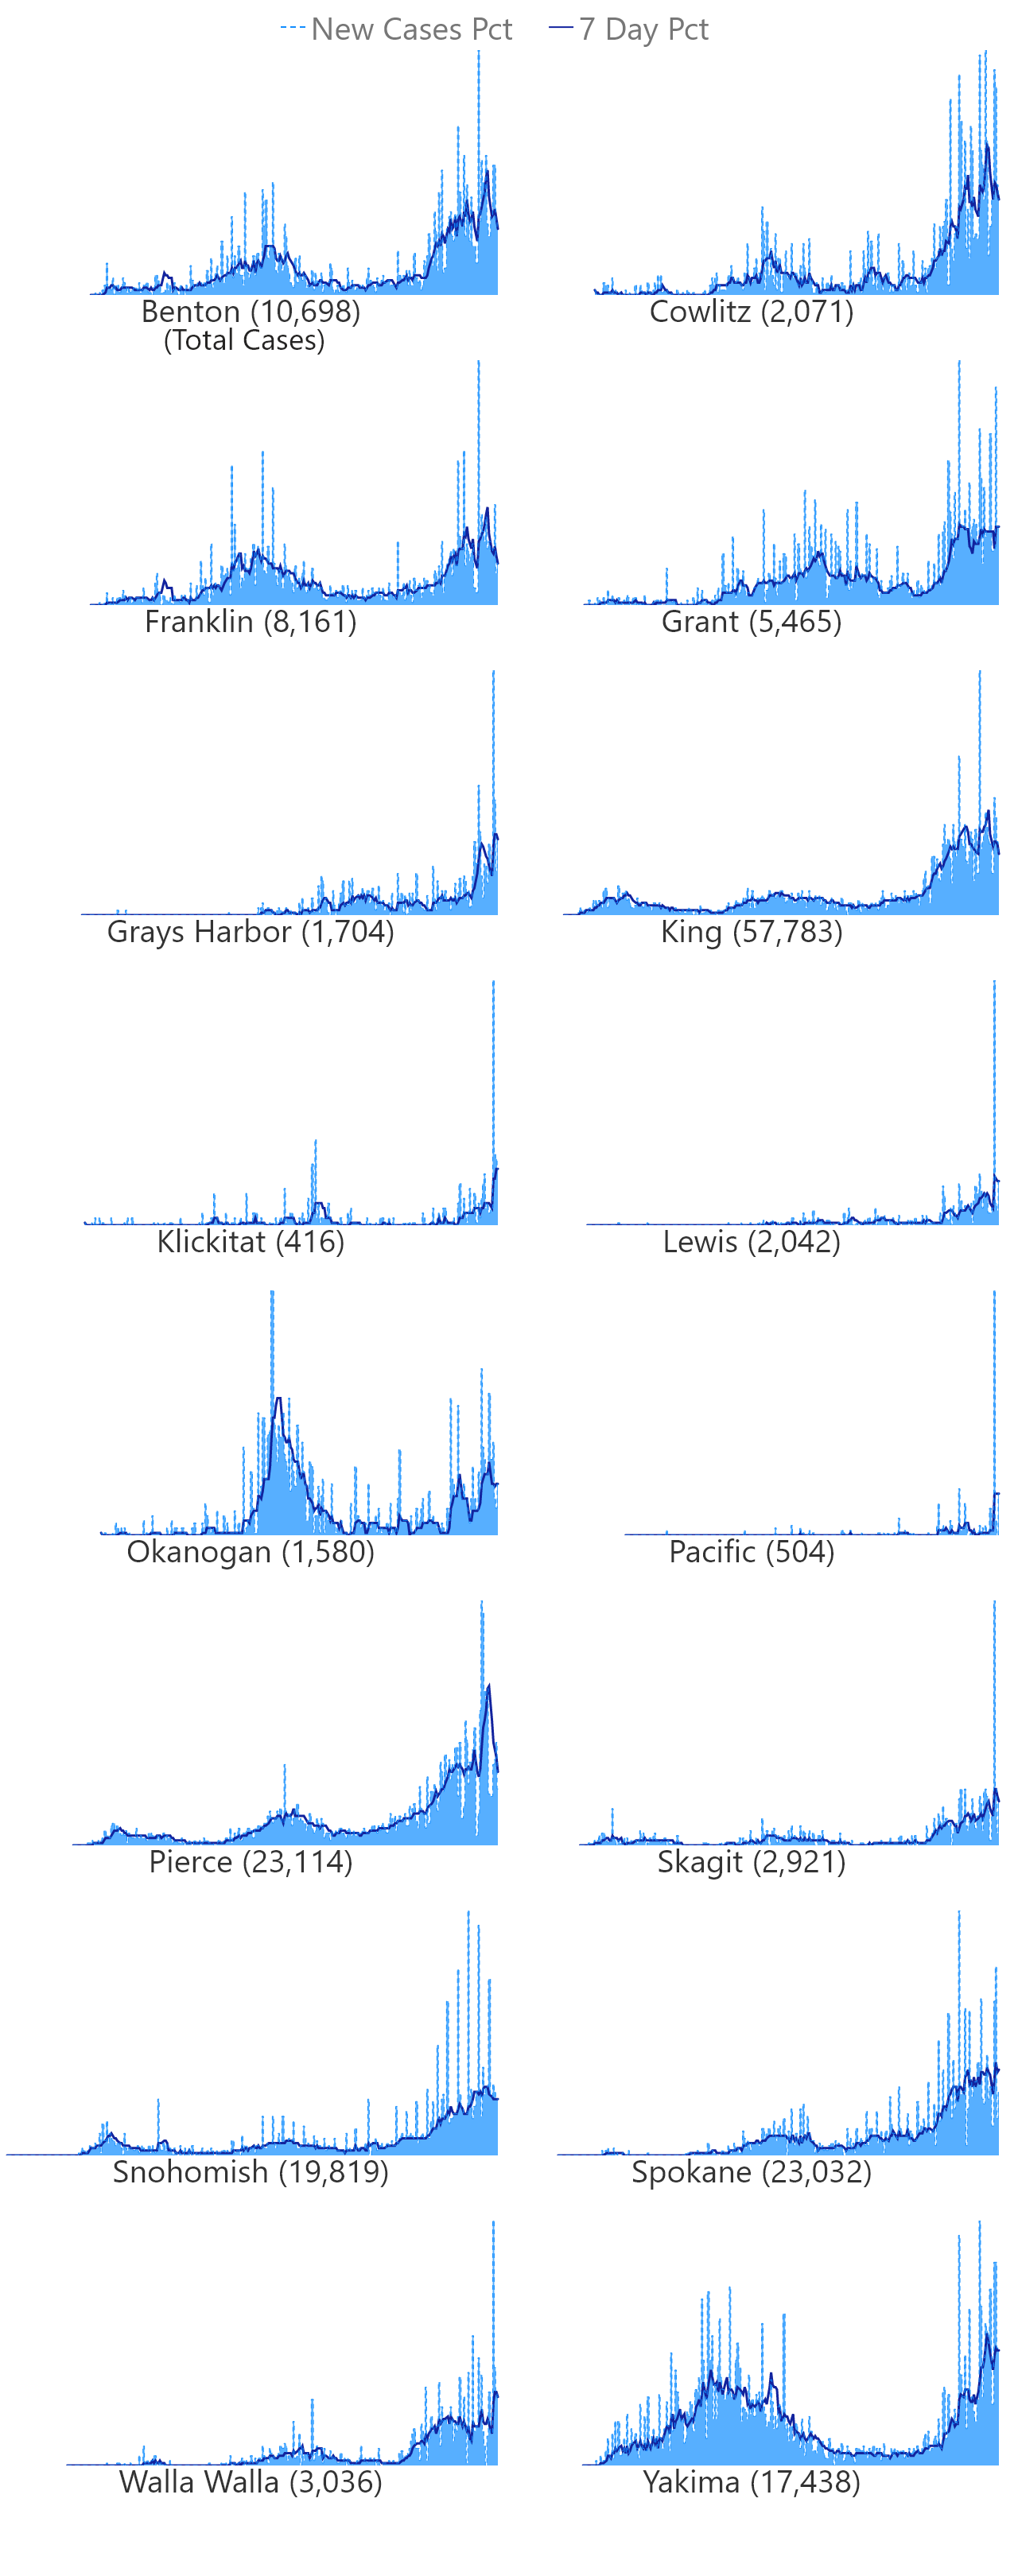 New Cases Pct 7 Day Pct
Benton (10,698) Cowlitz (2,071)
(Total Cases)
Franklin (8,161) Grant (5,465)
Grays Harbor (1,704) King (57,783)
Klickitat (416) Lewis (2,042)
Okanogan (1,580) Pacific (504)
Pierce (23,114) Skagit (2,921)
Snohomish (19,819) Spokane (23,032)
Walla Walla (3,036) Yakima (17,438)